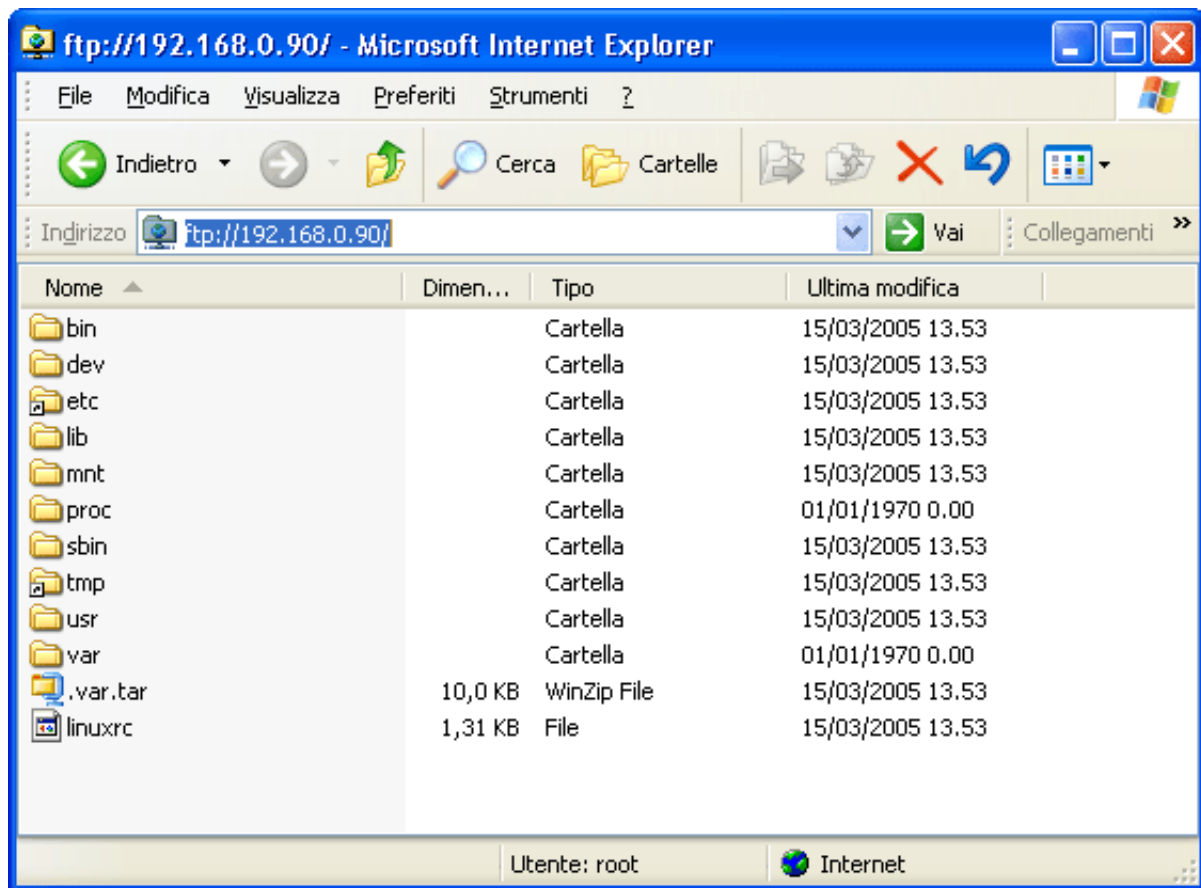 ftp://192.168.0.90/ - Microsoft Internet Explorer
File Modifica Visualizza Preferiti Strumenti ?
Indietro Cerca Cartelle
Indirizzo ftp://192.168.0.90/ Vai Collegamenti »
Nome Dimen... Tipo Ultima modifica
bin Cartella 15/03/2005 13.53
dev Cartella 15/03/2005 13.53
etc Cartella 15/03/2005 13.53
lib Cartella 15/03/2005 13.53
mnt Cartella 15/03/2005 13.53
proc Cartella 01/01/1970 0.00
sbin Cartella 15/03/2005 13.53
tmp Cartella 15/03/2005 13.53
usr Cartella 15/03/2005 13.53
var Cartella 01/01/1970 0.00
.var.tar 10,0 KB WinZip File 15/03/2005 13.53
linuxrc 1,31 KB File 15/03/2005 13.53
Utente: root Internet